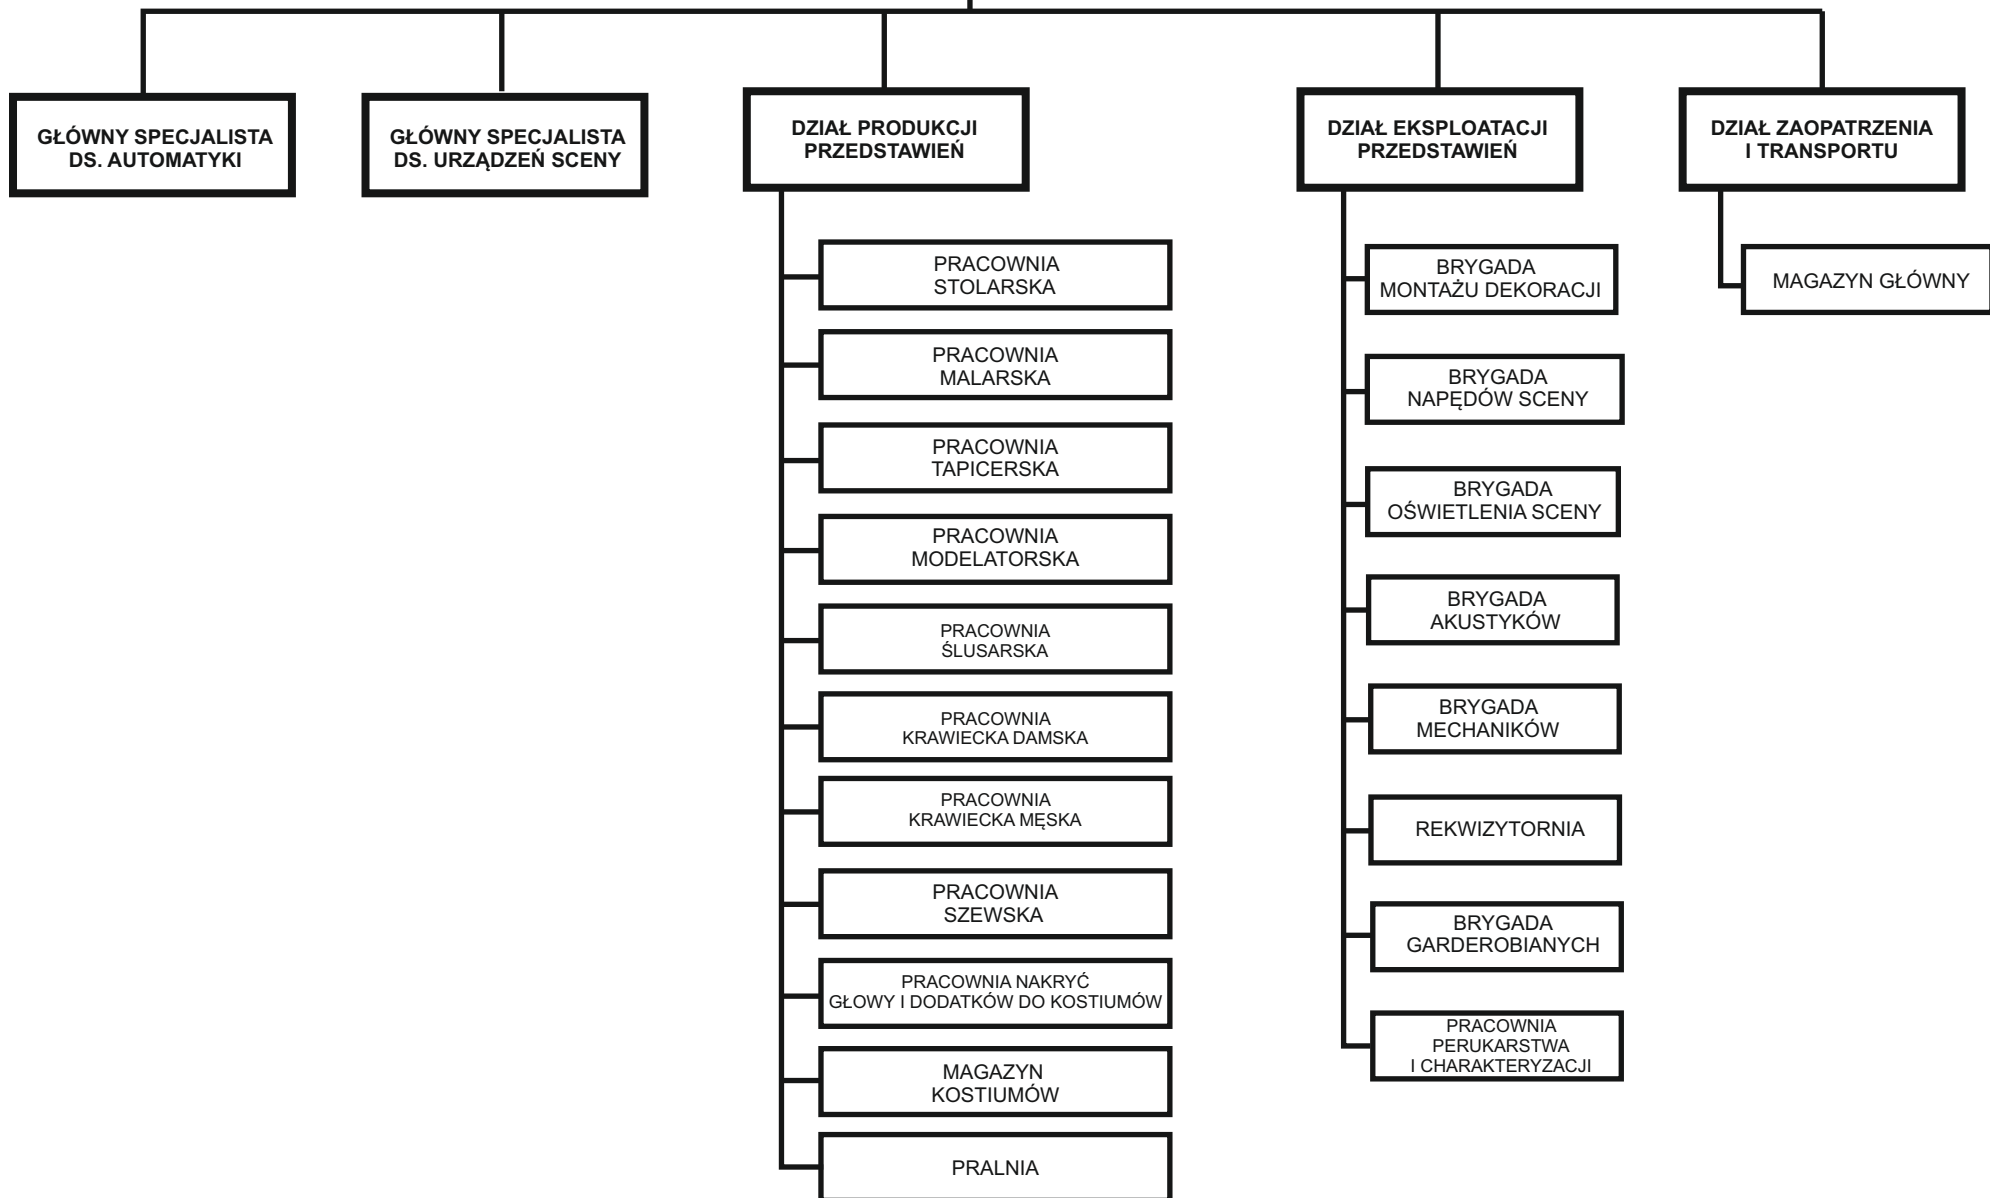 GŁÓWNY SPECJALISTA
DS. AUTOMATYKI
GŁÓWNY SPECJALISTA
DS. URZĄDZEŃ SCENY
DZIAŁ PRODUKCJI
PRZEDSTAWIEŃ
DZIAŁ EKSPLOATACJI
PRZEDSTAWIEŃ
DZIAŁ ZAOPATRZENIA
I TRANSPORTU
PRACOWNIA
STOLARSKA
PRACOWNIA
MALARSKA
PRACOWNIA
TAPICERSKA
PRACOWNIA
MODELATORSKA
PRACOWNIA
ŚLUSARSKA
PRACOWNIA
KRAWIECKA DAMSKA
PRACOWNIA
KRAWIECKA MĘSKA
PRACOWNIA
SZEWSKA
PRACOWNIA NAKRYĆ
GŁOWY I DODATKÓW DO KOSTIUMÓW
MAGAZYN
KOSTIUMÓW
PRALNIA
BRYGADA
MONTAŻU DEKORACJI
BRYGADA
NAPĘDÓW SCENY
BRYGADA
OŚWIETLENIA SCENY
BRYGADA
AKUSTYKÓW
BRYGADA
MECHANIKÓW
REKWIZYTORNIA
BRYGADA
GARDEROBIANYCH
PRACOWNIA
PERUKARSTWA
I CHARAKTERYZACJI
MAGAZYN GŁÓWNY